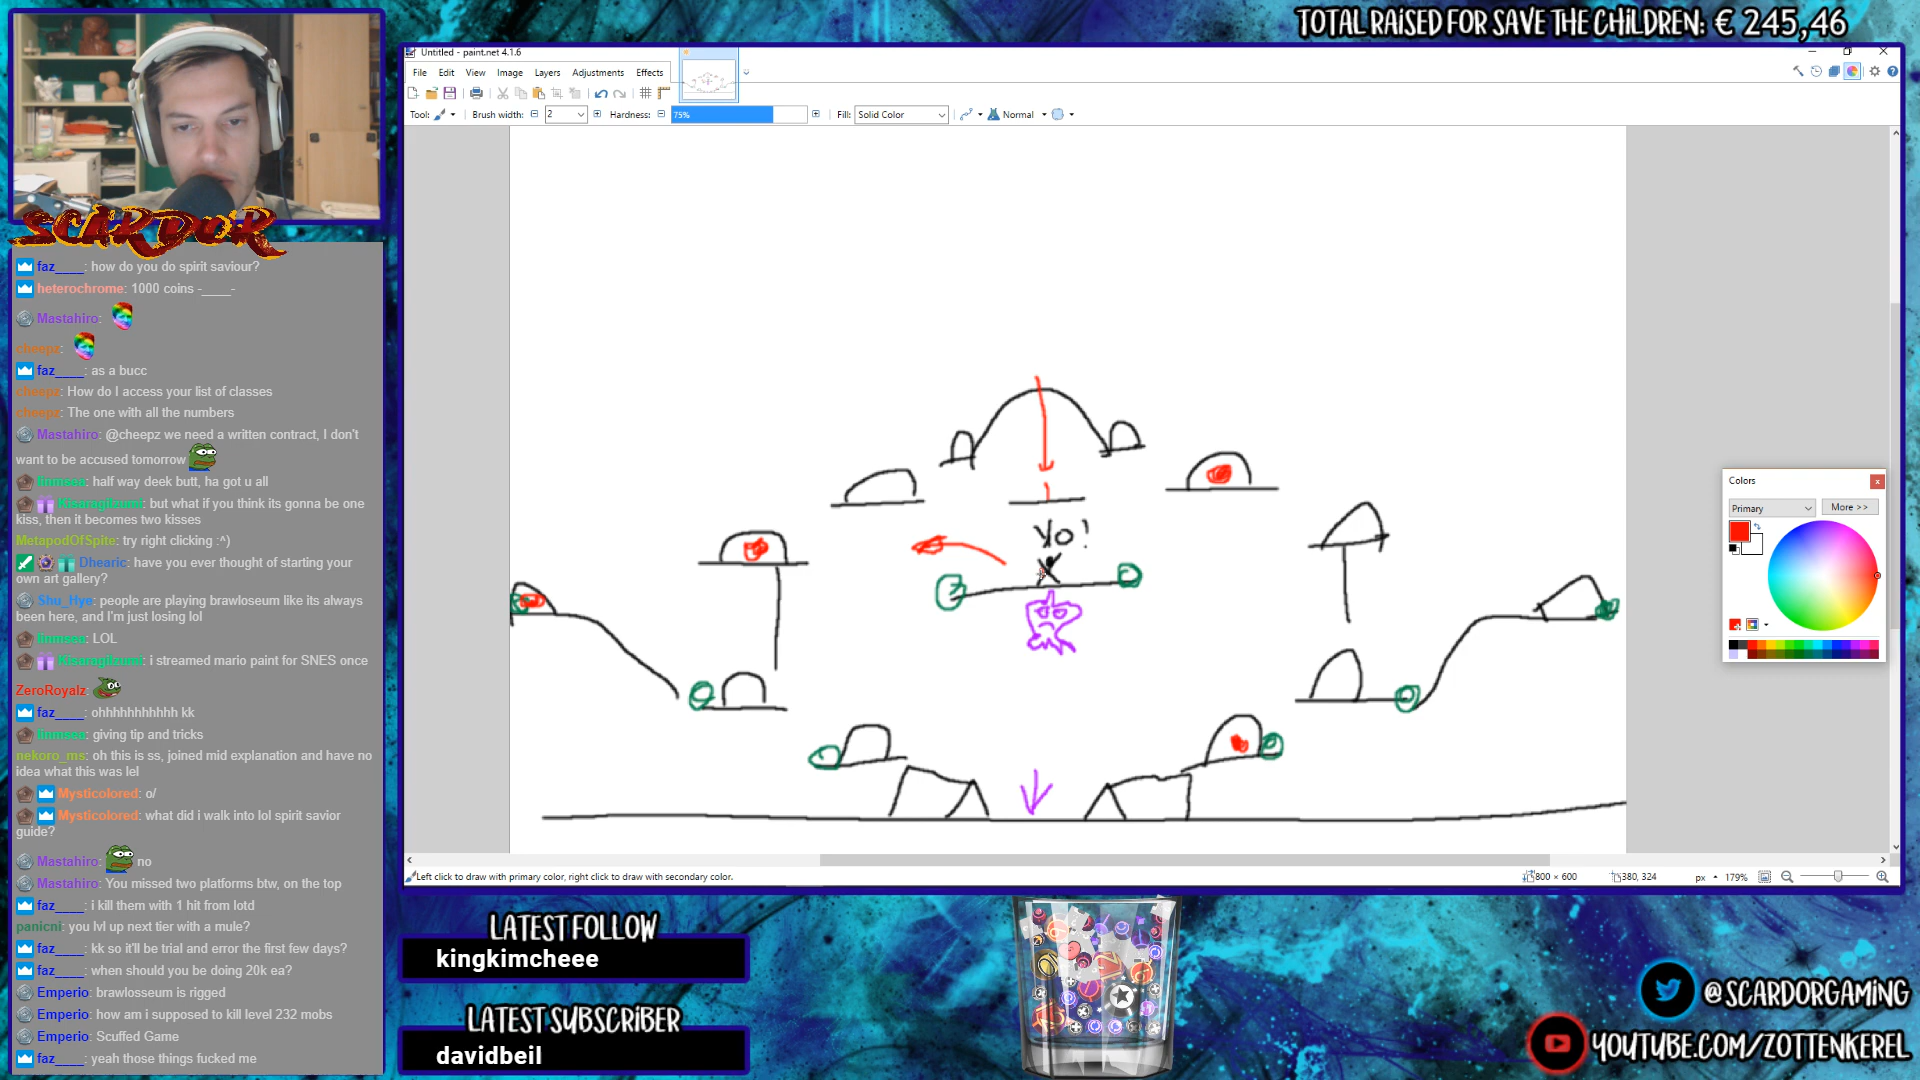 TOTAL RAISED FOR SAVE THE CHILDREN: € 245,46
SCARDOR
faz____: how do you do spirit saviour?
heterochrome: 1000 coins -____-
Mastahiro:
cheepz:
faz____: as a bucc
cheepz: How do I access your list of classes
cheepz: The one with all the numbers
Mastahiro: @cheepz we need a written contract, I don't
want to be accused tomorrow
linmsea: half way deek butt, ha got u all
KisaragiIzumi: but what if you think its gonna be one
kiss, then it becomes two kisses
MetapodOfSpite: try right clicking :^)
Dhearic: have you ever thought of starting your
own art gallery?
Shu_Hye: people are playing brawloseum like its always
been here, and I'm just losing lol
linmsea: LOL
KisaragiIzumi: i streamed mario paint for SNES once
ZeroRoyalz:
faz____: ohhhhhhhhhhh kk
linmsea: giving tip and tricks
nekoro_ms: oh this is ss, joined mid explanation and have no
idea what this was lel
Mysticolored: o/
Mysticolored: what did i walk into lol spirit savior
guide?
Mastahiro: no
Mastahiro: You missed two platforms btw, on the top
faz____: i kill them with 1 hit from lotd
panicni: you lvl up next tier with a mule?
faz____: kk so it'll be trial and error the first few days?
faz____: when should you be doing 20k ea?
Emperio: brawlosseum is rigged
Emperio: how am i supposed to kill level 232 mobs
Emperio: Scuffed Game
faz____: yeah those things fucked me
Untitled - paint.net 4.1.6
File Edit View Image Layers Adjustments Effects
Tool: Brush width: 2 Hardness: 75% Fill: Solid Color Normal
Yo!
Colors
Primary More >>
Left click to draw with primary color, right click to draw with secondary color.
800 × 600 380, 324 px 179%
LATEST FOLLOW
kingkimcheee
LATEST SUBSCRIBER
davidbeil
@SCARDORGAMING
YOUTUBE.COM/ZOTTENKEREL